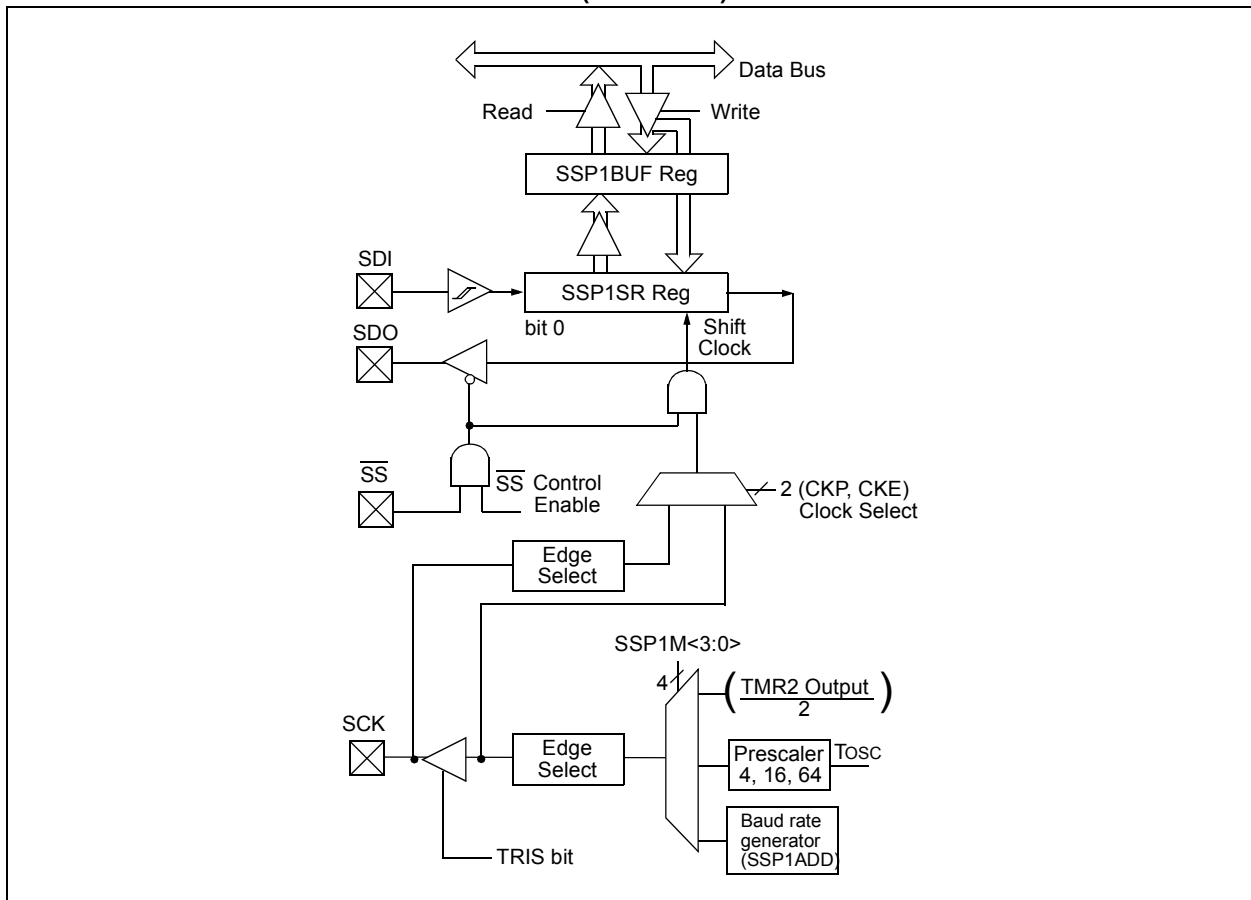 Data Bus
Read
Write
SSP1BUF Reg
SDI
SSP1SR Reg
bit 0
Shift
Clock
SDO
SS
SS Control
Enable
2 (CKP, CKE)
Clock Select
Edge
Select
SSP1M<3:0>
4
( TMR2 Output )
2
SCK
Edge
Select
Prescaler
4, 16, 64
TOSC
Baud rate
generator
(SSP1ADD)
TRIS bit